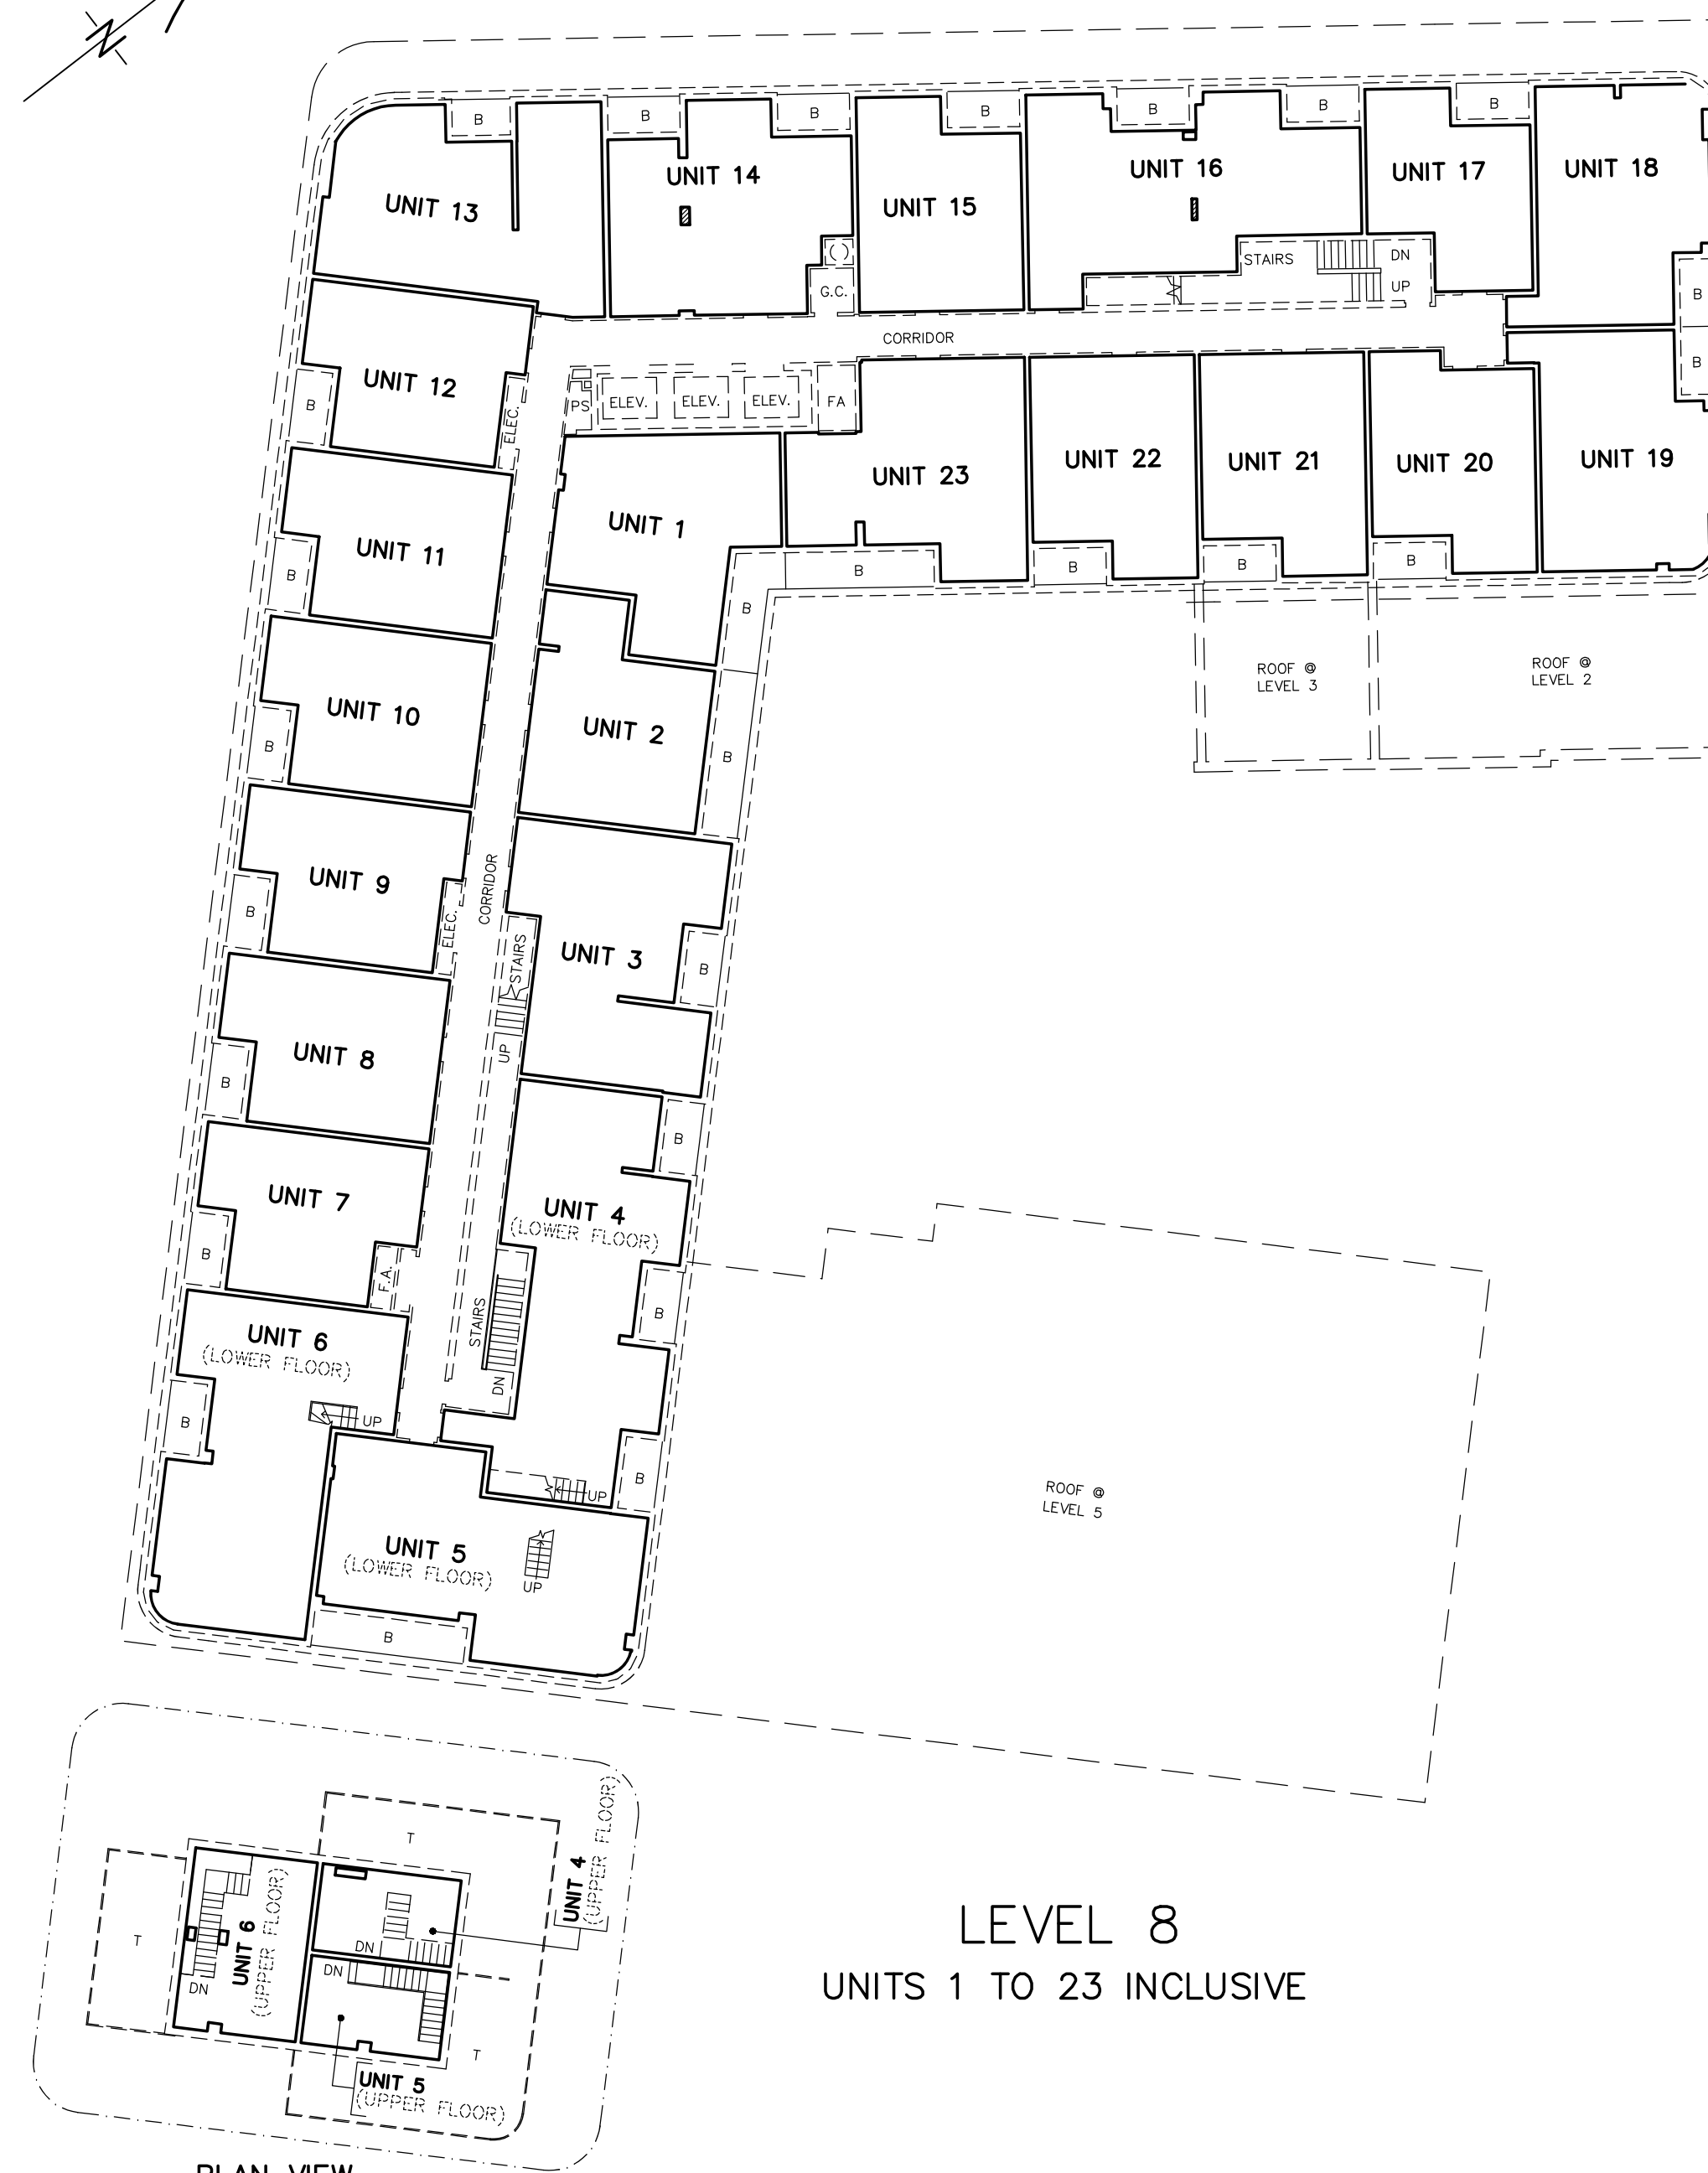 B
B
B
B
B
B
B
UNIT 13
UNIT 14
UNIT 15
UNIT 16
UNIT 17
UNIT 18
STAIRS
DN
UP
G.C.
B
B
CORRIDOR
UNIT 12
B
ELEC.
PS
ELEV.
ELEV.
ELEV.
FA
UNIT 23
UNIT 22
UNIT 21
UNIT 20
UNIT 19
UNIT 1
UNIT 11
B
B
B
B
B
B
ROOF @
LEVEL 3
ROOF @
LEVEL 2
UNIT 10
B
UNIT 2
B
UNIT 9
B
ELEC.
CORRIDOR
STAIRS
UP
UNIT 3
B
UNIT 8
B
B
UNIT 7
B
F.A.
UNIT 4
(LOWER FLOOR)
B
STAIRS
DN
UNIT 6
(LOWER FLOOR)
B
UP
B
UP
UNIT 5
(LOWER FLOOR)
UP
B
ROOF @
LEVEL 5
T
UNIT 4
(UPPER FLOOR)
T
UNIT 6
(UPPER FLOOR)
DN
DN
DN
T
UNIT 5
(UPPER FLOOR)
LEVEL 8
UNITS 1 TO 23 INCLUSIVE
PLAN VIEW